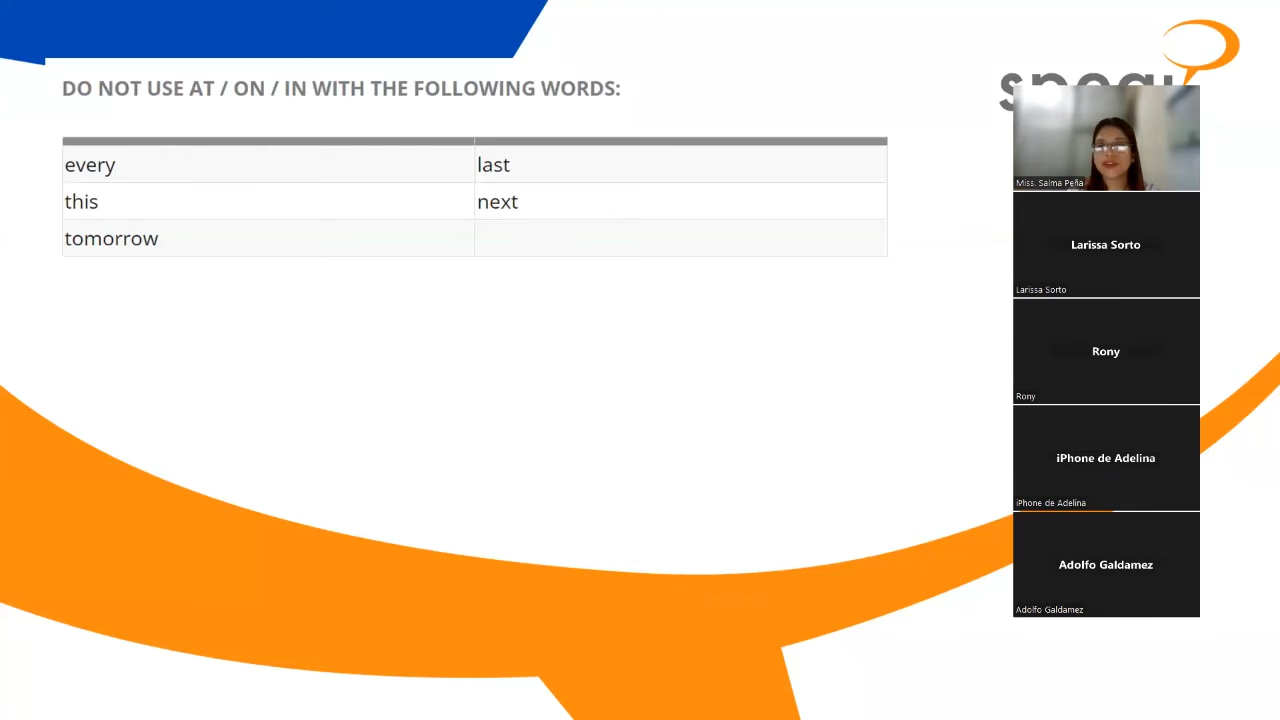 DO NOT USE AT / ON / IN WITH THE FOLLOWING WORDS:
every last
this next
tomorrow
Miss. Salma Peña
Larissa Sorto
Larissa Sorto
Rony
Rony
iPhone de Adelina
iPhone de Adelina
Adolfo Galdamez
Adolfo Galdamez